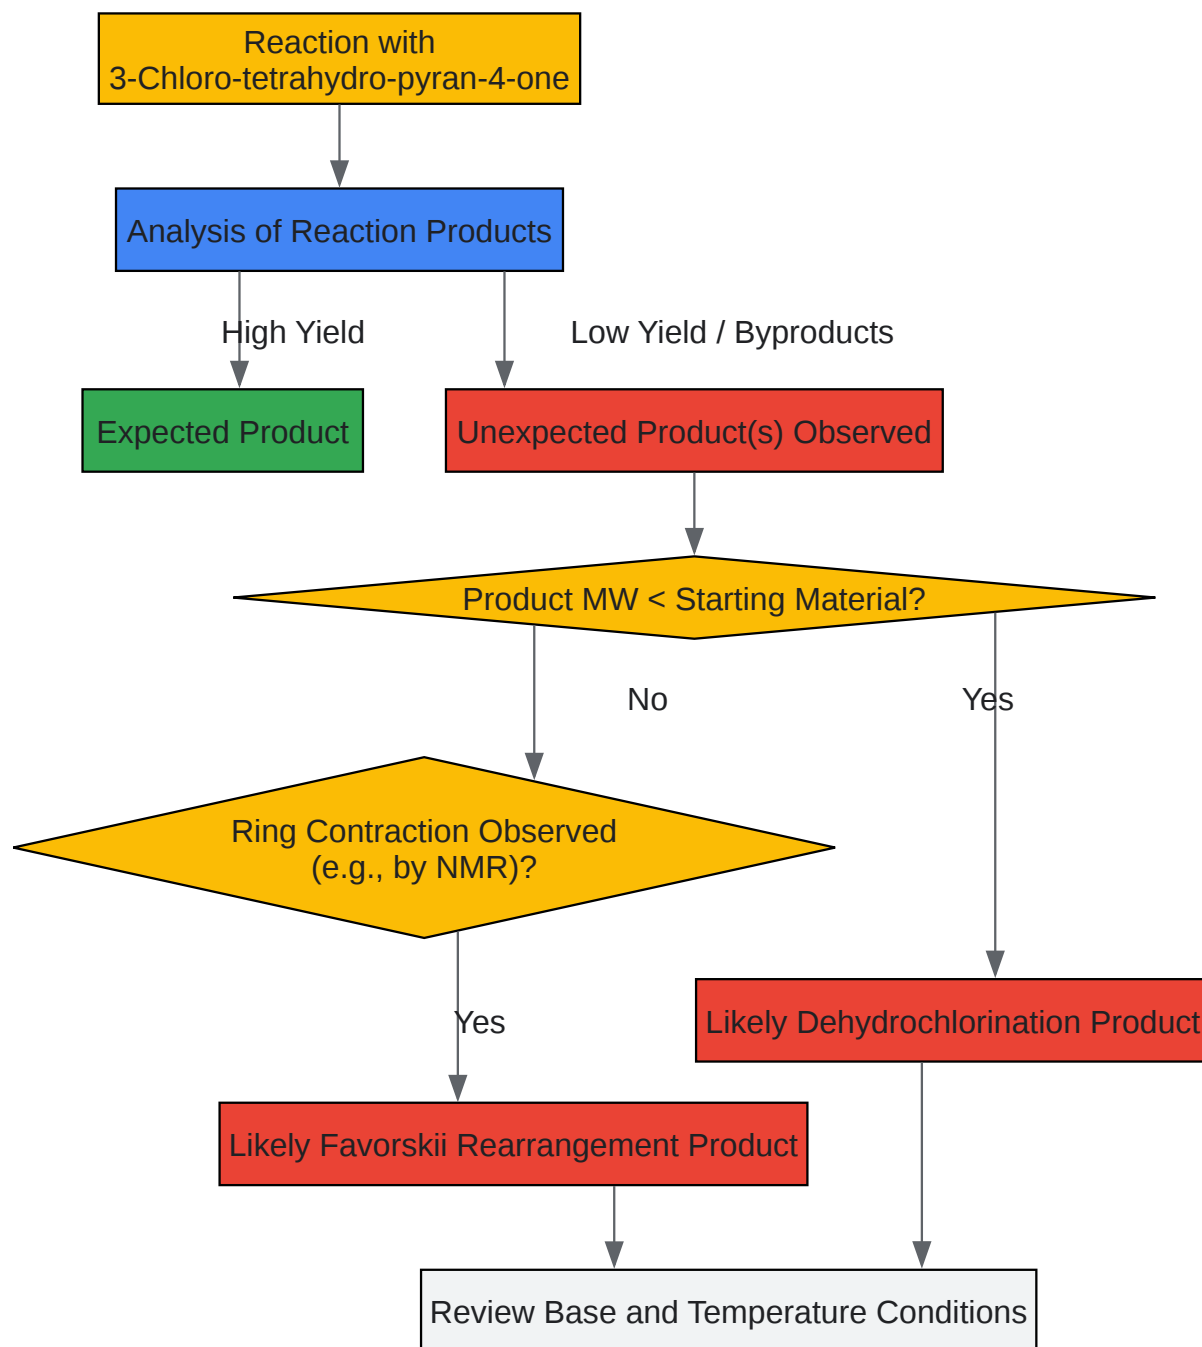 Reaction with
3-Chloro-tetrahydro-pyran-4-one
Analysis of Reaction Products
High Yield
Low Yield / Byproducts
Expected Product
Unexpected Product(s) Observed
Product MW < Starting Material?
No
Yes
Ring Contraction Observed
(e.g., by NMR)?
Yes
Likely Dehydrochlorination Product
Likely Favorskii Rearrangement Product
Review Base and Temperature Conditions